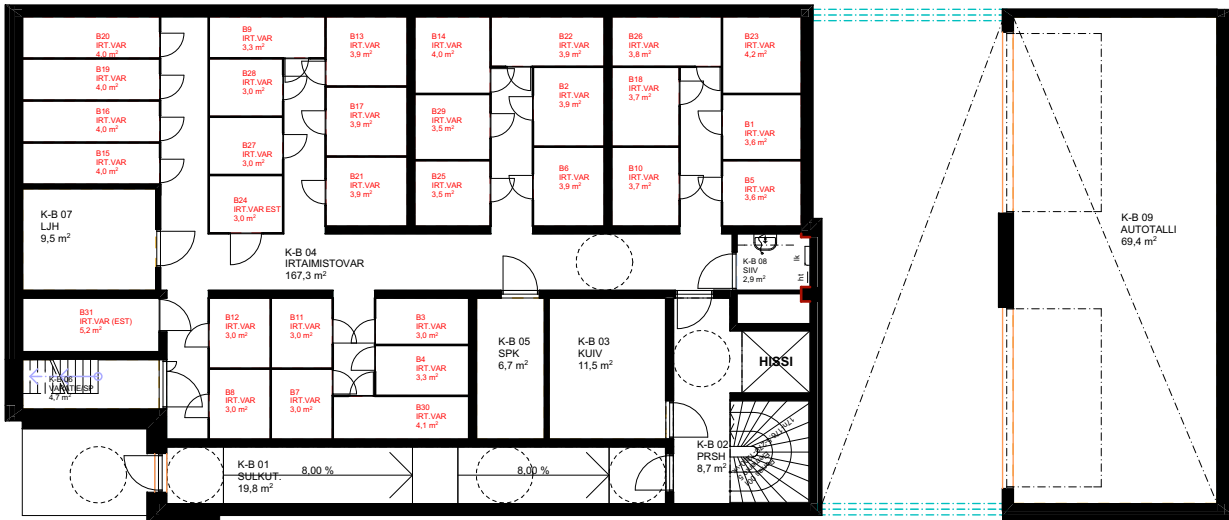 B20
IRT.VAR
4,0 m²
B9
IRT.VAR
3,3 m²
B13
IRT.VAR
3,9 m²
B14
IRT.VAR
4,0 m²
B22
IRT.VAR
3,9 m²
B26
IRT.VAR
3,8 m²
B23
IRT.VAR
4,2 m²
B19
IRT.VAR
4,0 m²
B28
IRT.VAR
3,0 m²
B2
IRT.VAR
3,9 m²
B18
IRT.VAR
3,7 m²
B16
IRT.VAR
4,0 m²
B17
IRT.VAR
3,9 m²
B29
IRT.VAR
3,5 m²
B1
IRT.VAR
3,6 m²
B15
IRT.VAR
4,0 m²
B27
IRT.VAR
3,0 m²
B21
IRT.VAR
3,9 m²
B25
IRT.VAR
3,5 m²
B6
IRT.VAR
3,9 m²
B10
IRT.VAR
3,7 m²
B5
IRT.VAR
3,6 m²
B24
IRT.VAR EST
3,0 m²
K-B 07
LJH
9,5 m²
K-B 09
AUTOTALLI
69,4 m²
K-B 04
IRTAIMISTOVAR
167,3 m²
K-B 08
SIIV
2,9 m²
lk
ht
B31
IRT.VAR (EST)
5,2 m²
B12
IRT.VAR
3,0 m²
B11
IRT.VAR
3,0 m²
B3
IRT.VAR
3,0 m²
K-B 05
SPK
6,7 m²
K-B 03
KUIV
11,5 m²
B4
IRT.VAR
3,3 m²
HISSI
K-B 06
VARATIE/SP
4,7 m²
B8
IRT.VAR
3,0 m²
B7
IRT.VAR
3,0 m²
B30
IRT.VAR
4,1 m²
K-B 02
PRSH
8,7 m²
K-B 01
SULKUT.
19,8 m²
8,00 %
8,00 %